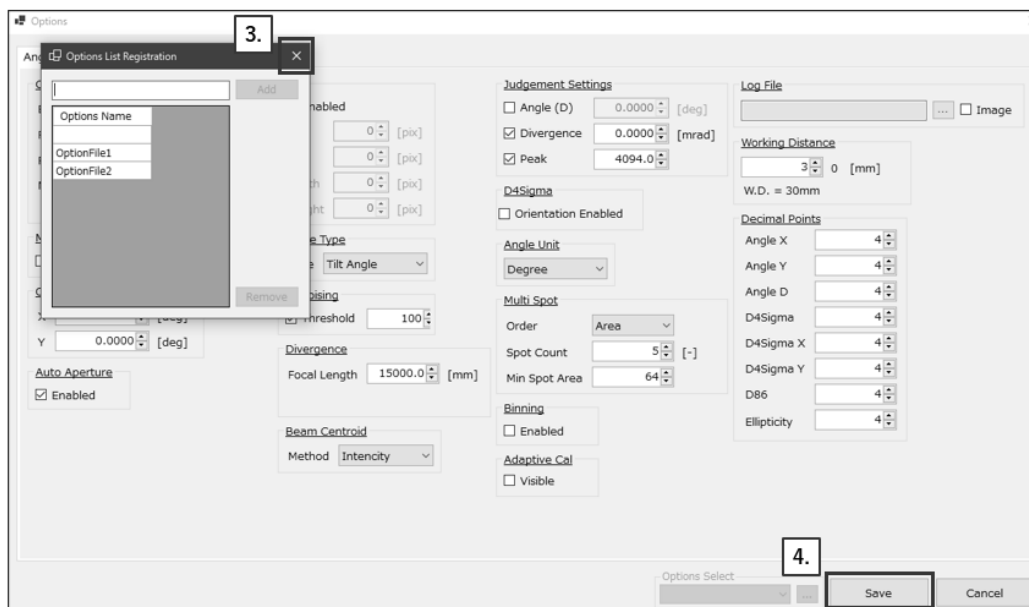 Options
3.
Options List Registration
Add
Options Name
OptionFile1
OptionFile2
Remove
0 [pix]
0 [pix]
0 [pix]
0 [pix]
Tilt Angle
Threshold 100
[deg]
Y 0.0000 [deg]
Auto Aperture
Enabled
Divergence
Focal Length 15000.0 [mm]
Beam Centroid
Method Intencity
Judgement Settings
Angle (D) 0.0000 [deg]
Divergence 0.0000 [mrad]
Peak 4094.0
D4Sigma
Orientation Enabled
Angle Unit
Degree
Multi Spot
Order Area
Spot Count 5 [-]
Min Spot Area 64
Binning
Enabled
Adaptive Cal
Visible
Log File
... Image
Working Distance
3 0 [mm]
W.D. = 30mm
Decimal Points
Angle X 4
Angle Y 4
Angle D 4
D4Sigma 4
D4Sigma X 4
D4Sigma Y 4
D86 4
Ellipticity 4
4.
Options Select
...
Save
Cancel